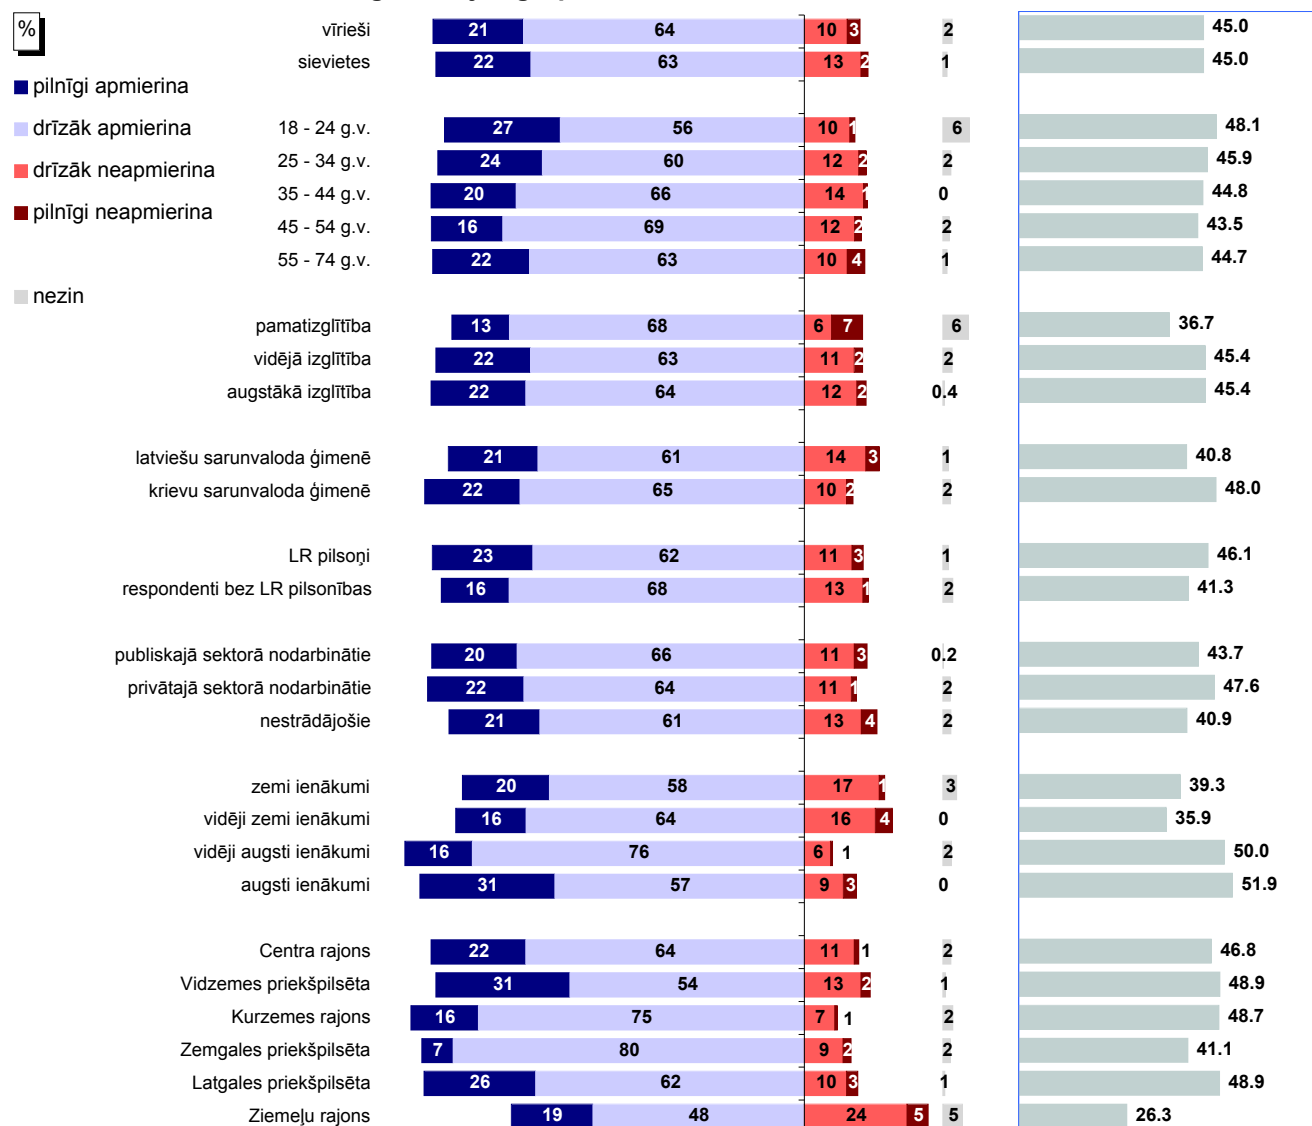 %
pilnīgi apmierina
drīzāk apmierina
drīzāk neapmierina
pilnīgi neapmierina
nezin
vīrieši 21 64 10 3 2 45.0
sievietes 22 63 13 2 1 45.0
18 - 24 g.v. 27 56 10 1 6 48.1
25 - 34 g.v. 24 60 12 2 2 45.9
35 - 44 g.v. 20 66 14 1 0 44.8
45 - 54 g.v. 16 69 12 2 2 43.5
55 - 74 g.v. 22 63 10 4 1 44.7
pamatizglītība 13 68 6 7 6 36.7
vidējā izglītība 22 63 11 2 2 45.4
augstākā izglītība 22 64 12 2 0.4 45.4
latviešu sarunvaloda ģimenē 21 61 14 3 1 40.8
krievu sarunvaloda ģimenē 22 65 10 2 2 48.0
LR pilsoņi 23 62 11 3 1 46.1
respondenti bez LR pilsonības 16 68 13 1 2 41.3
publiskajā sektorā nodarbinātie 20 66 11 3 0.2 43.7
privātajā sektorā nodarbinātie 22 64 11 1 2 47.6
nestrādājošie 21 61 13 4 2 40.9
zemi ienākumi 20 58 17 1 3 39.3
vidēji zemi ienākumi 16 64 16 4 0 35.9
vidēji augsti ienākumi 16 76 6 1 2 50.0
augsti ienākumi 31 57 9 3 0 51.9
Centra rajons 22 64 11 1 2 46.8
Vidzemes priekšpilsēta 31 54 13 2 1 48.9
Kurzemes rajons 16 75 7 1 2 48.7
Zemgales priekšpilsēta 7 80 9 2 2 41.1
Latgales priekšpilsēta 26 62 10 3 1 48.9
Ziemeļu rajons 19 48 24 5 5 26.3